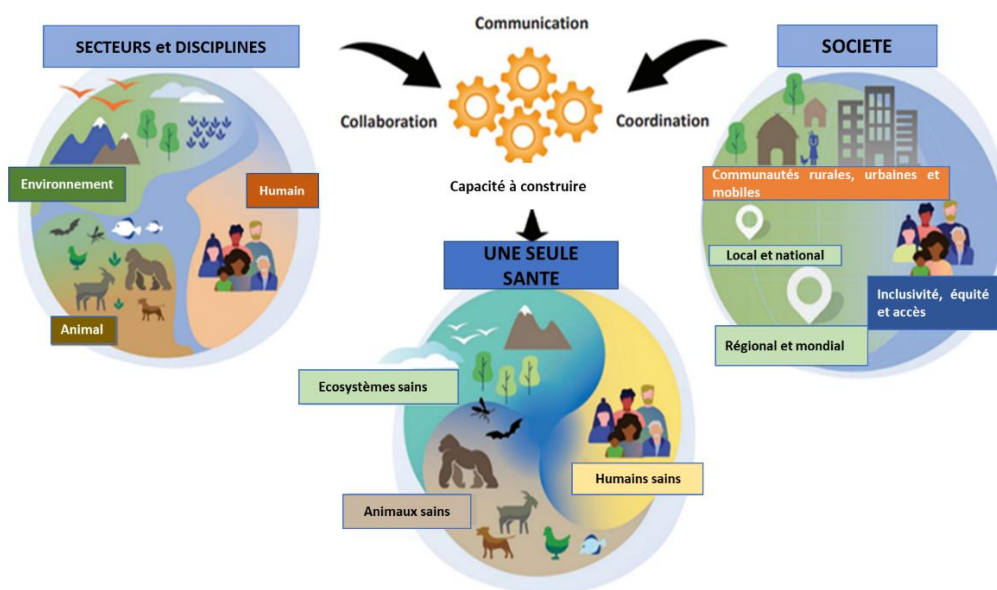 Communication
SECTEURS et DISCIPLINES
SOCIETE
Collaboration
Coordination
Environnement
Humain
Animal
Capacité à construire
Communautés rurales, urbaines et
mobiles
Local et national
Inclusivité, équité
et accès
Régional et mondial
UNE SEULE
SANTE
Ecosystèmes sains
Humains sains
Animaux sains